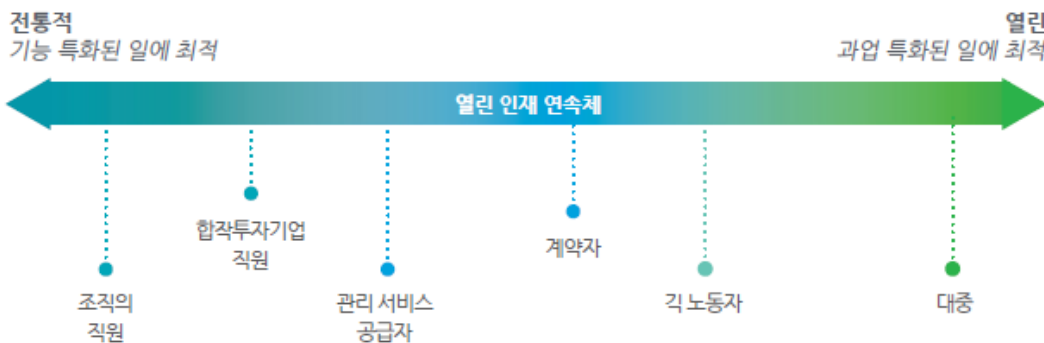 전통적
기능 특화된 일에 최적
열린
과업 특화된 일에 최적
열린 인재 연속체
조직의
직원
합작투자기업
직원
관리 서비스
공급자
계약자
긱 노동자
대중